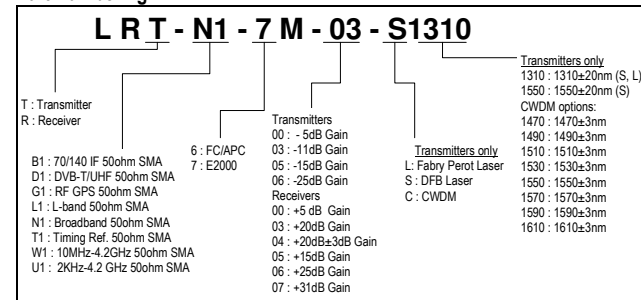 L R T - N1 - 7 M - 03 - S1310
T : Transmitter
R : Receiver
B1 : 70/140 IF 50ohm SMA
D1 : DVB-T/UHF 50ohm SMA
G1 : RF GPS 50ohm SMA
L1 : L-band 50ohm SMA
N1 : Broadband 50ohm SMA
T1 : Timing Ref. 50ohm SMA
W1 : 10MHz-4.2GHz 50ohm SMA
U1 : 2KHz-4.2 GHz 50ohm SMA
6 : FC/APC
7 : E2000
Transmitters
00 : - 5dB Gain
03 : -11dB Gain
05 : -15dB Gain
06 : -25dB Gain
Receivers
00 : +5 dB Gain
03 : +20dB Gain
04 : +20dB±3dB Gain
05 : +15dB Gain
06 : +25dB Gain
07 : +31dB Gain
Transmitters only
L: Fabry Perot Laser
S : DFB Laser
C : CWDM
Transmitters only
1310 : 1310±20nm (S, L)
1550 : 1550±20nm (S)
CWDM options:
1470 : 1470±3nm
1490 : 1490±3nm
1510 : 1510±3nm
1530 : 1530±3nm
1550 : 1550±3nm
1570 : 1570±3nm
1590 : 1590±3nm
1610 : 1610±3nm